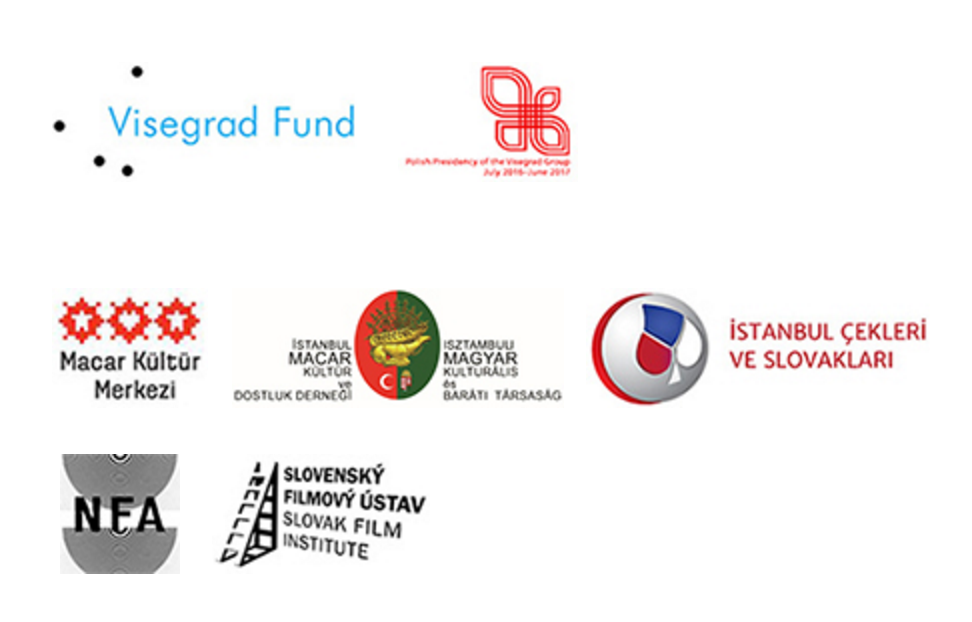 Visegrad Fund
Polish Presidency of the Visegrad Group
July 2016-June 2017
Macar Kültür
Merkezi
İSTANBUL
MACAR
KÜLTÜR
ve
DOSTLUK DERNEĞİ
ISZTAMBULI
MAGYAR
KULTURÁLIS
és
BARÁTI TÁRSASÁG
İSTANBUL ÇEKLERİ
VE SLOVAKLARI
NFA
SLOVENSKÝ
FILMOVÝ ÚSTAV
SLOVAK FILM
INSTITUTE